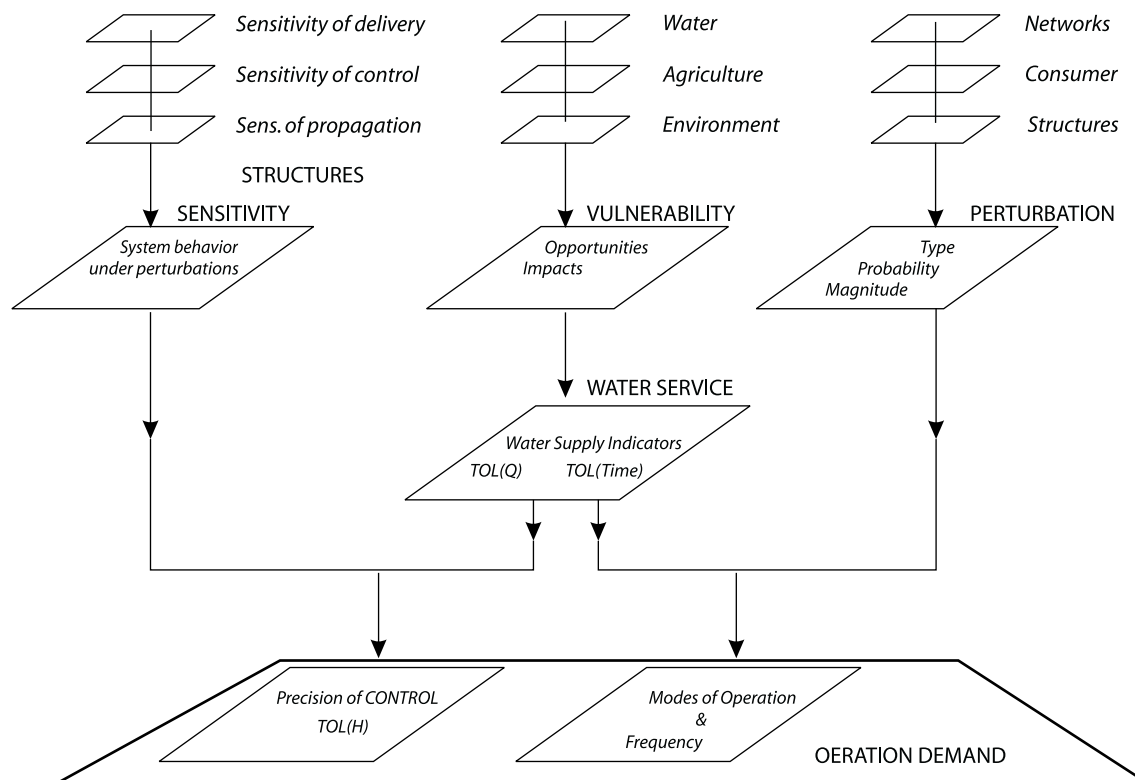 Sensitivity of delivery
Water
Networks
Sensitivity of control
Agriculture
Consumer
Sens. of propagation
Environment
Structures
STRUCTURES
SENSITIVITY
VULNERABILITY
PERTURBATION
System behavior
under perturbations
Opportunities
Impacts
Type
Probability
Magnitude
WATER SERVICE
Water Supply Indicators
TOL(Q)
TOL(Time)
Precision of CONTROL
TOL(H)
Modes of Operation
&
Frequency
OERATION DEMAND